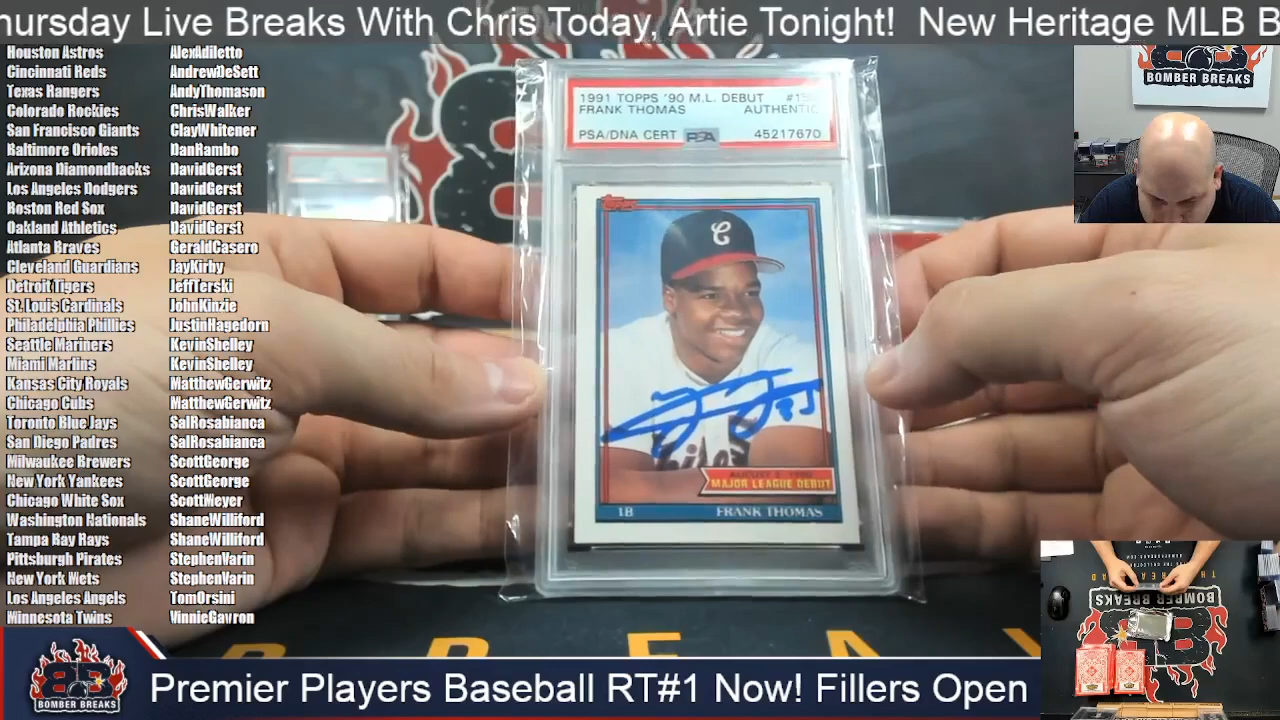 hursday Live Breaks With Chris Today, Artie Tonight!  New Heritage MLB B
Houston Astros AlexAdiletto
Cincinnati Reds AndrewDeSett
Texas Rangers AndyThomason
Colorado Rockies ChrisWalker
San Francisco Giants ClayWhitener
Baltimore Orioles DanRambo
Arizona Diamondbacks DavidGerst
Los Angeles Dodgers DavidGerst
Boston Red Sox DavidGerst
Oakland Athletics DavidGerst
Atlanta Braves GeraldCasero
Cleveland Guardians JayKirby
Detroit Tigers JeffTerski
St. Louis Cardinals JohnKinzie
Philadelphia Phillies JustinHagedorn
Seattle Mariners KevinShelley
Miami Marlins KevinShelley
Kansas City Royals MatthewGerwitz
Chicago Cubs MatthewGerwitz
Toronto Blue Jays SalRosabianca
San Diego Padres SalRosabianca
Milwaukee Brewers ScottGeorge
New York Yankees ScottGeorge
Chicago White Sox ScottMeyer
Washington Nationals ShaneWilliford
Tampa Bay Rays ShaneWilliford
Pittsburgh Pirates StephenVarin
New York Mets StephenVarin
Los Angeles Angels TomOrsini
Minnesota Twins VinnieGavron
1991 TOPPS '90 M.L. DEBUT
FRANK THOMAS AUTHENTIC
PSA/DNA CERT PSA 45217670
Topps
C
35
MAJOR LEAGUE DEBUT
1B FRANK THOMAS
BOMBER BREAKS
BOMBER BREAKS
BOMBER BREAKS
Premier Players Baseball RT#1 Now! Fillers Open